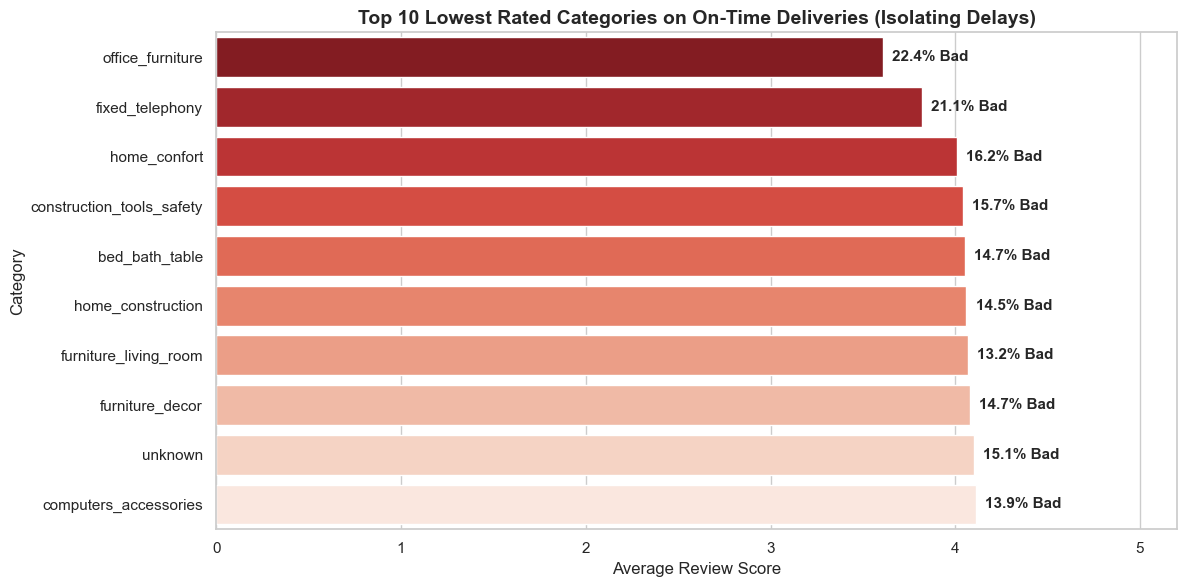 Top 10 Lowest Rated Categories on On-Time Deliveries (Isolating Delays)
office_furniture 22.4% Bad
fixed_telephony 21.1% Bad
home_confort 16.2% Bad
construction_tools_safety 15.7% Bad
bed_bath_table 14.7% Bad
home_construction 14.5% Bad
furniture_living_room 13.2% Bad
furniture_decor 14.7% Bad
unknown 15.1% Bad
computers_accessories 13.9% Bad
Category
0 1 2 3 4 5
Average Review Score